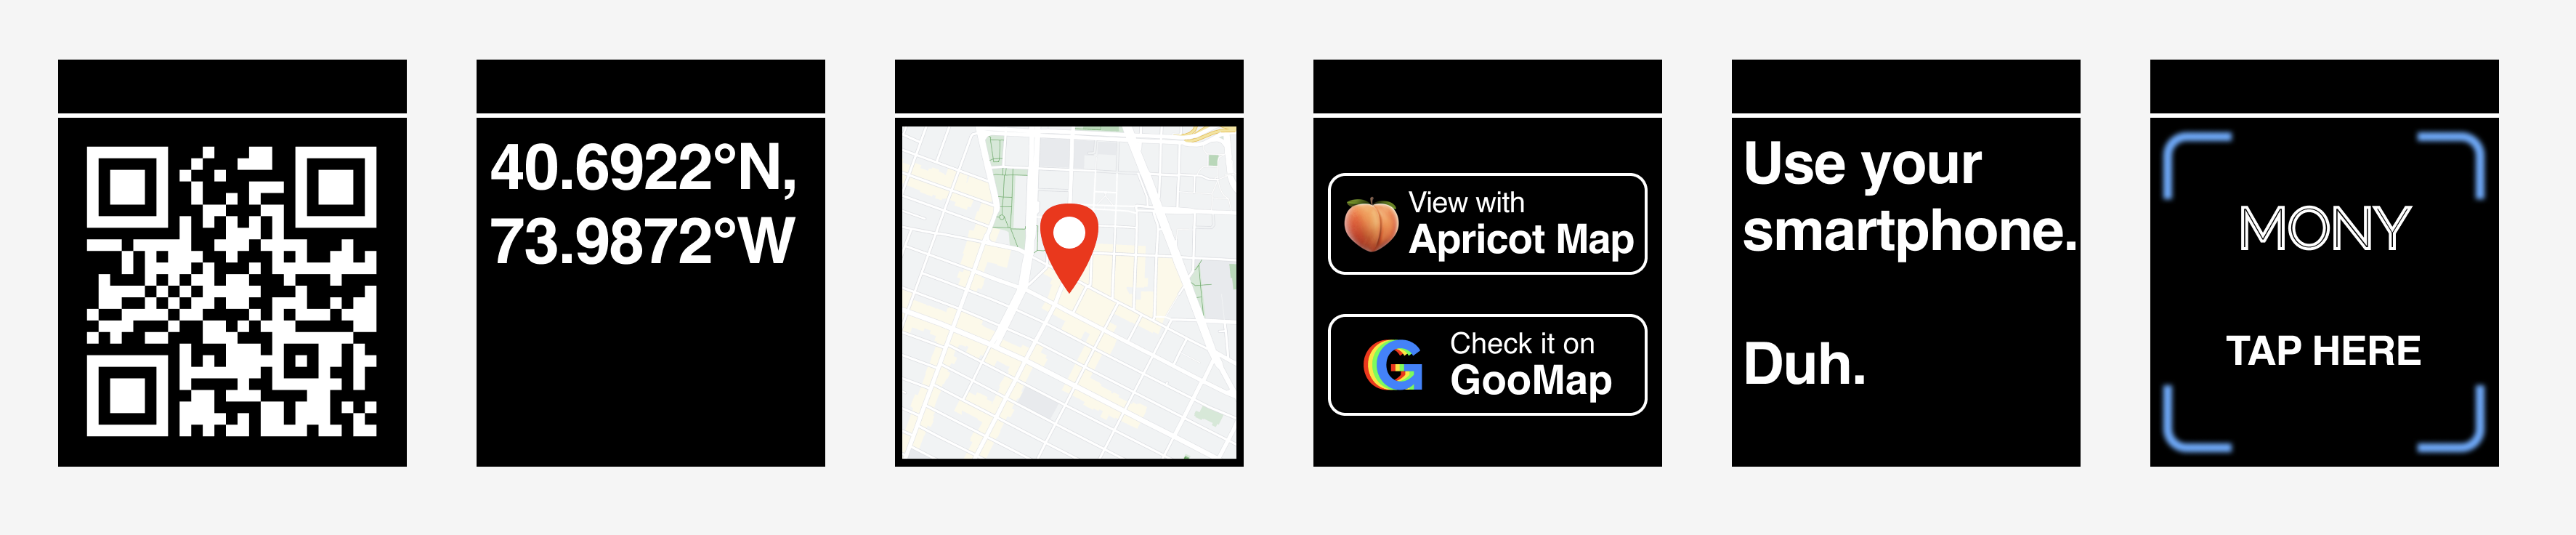 40.6922°N,
73.9872°W
View with
Apricot Map
G
Check it on
GooMap
Use your
smartphone.
Duh.
MONY
TAP HERE